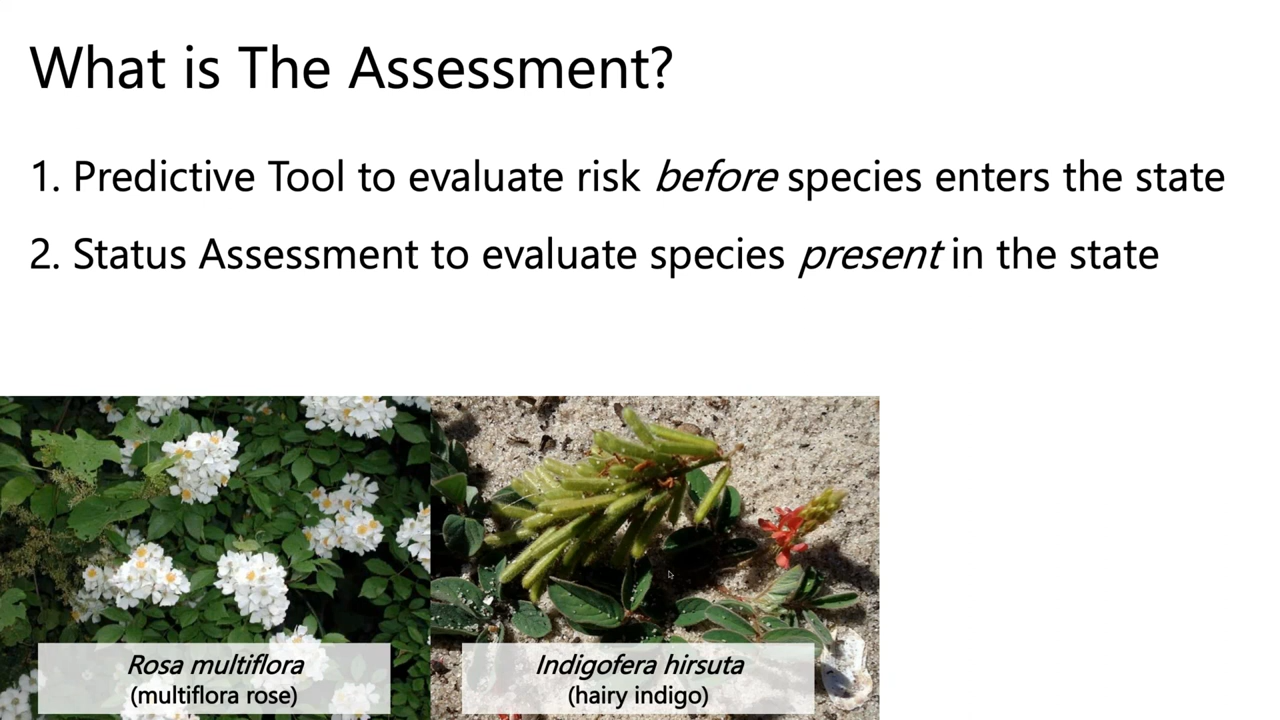 What is The Assessment?
1. Predictive Tool to evaluate risk before species enters the state
2. Status Assessment to evaluate species present in the state
Rosa multiflora
(multiflora rose)
Indigofera hirsuta
(hairy indigo)